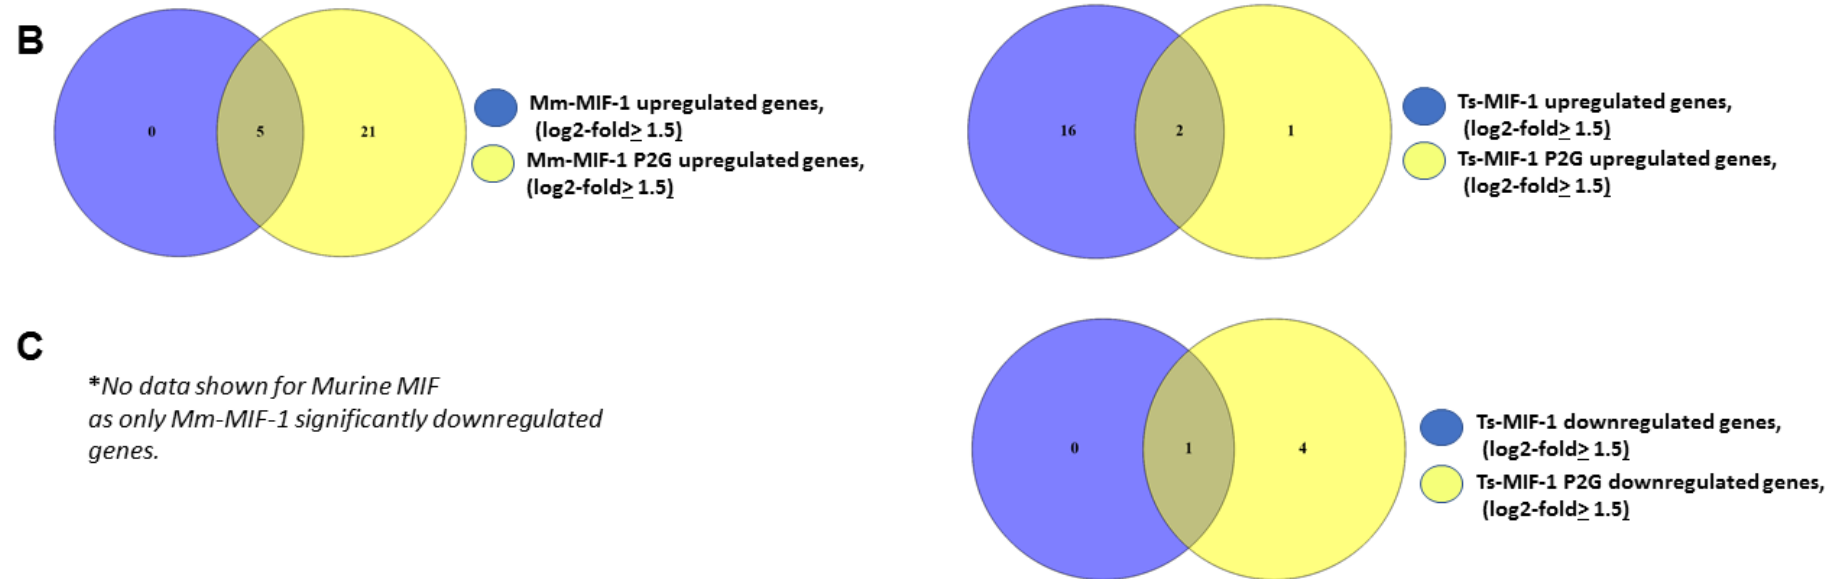 B
0
5
21
Mm-MIF-1 upregulated genes,
(log2-fold≥ 1.5)
Mm-MIF-1 P2G upregulated genes,
(log2-fold≥ 1.5)
16
2
1
Ts-MIF-1 upregulated genes,
(log2-fold≥ 1.5)
Ts-MIF-1 P2G upregulated genes,
(log2-fold≥ 1.5)
C
*No data shown for Murine MIF
as only Mm-MIF-1 significantly downregulated
genes.
0
1
4
Ts-MIF-1 downregulated genes,
(log2-fold≥ 1.5)
Ts-MIF-1 P2G downregulated genes,
(log2-fold≥ 1.5)